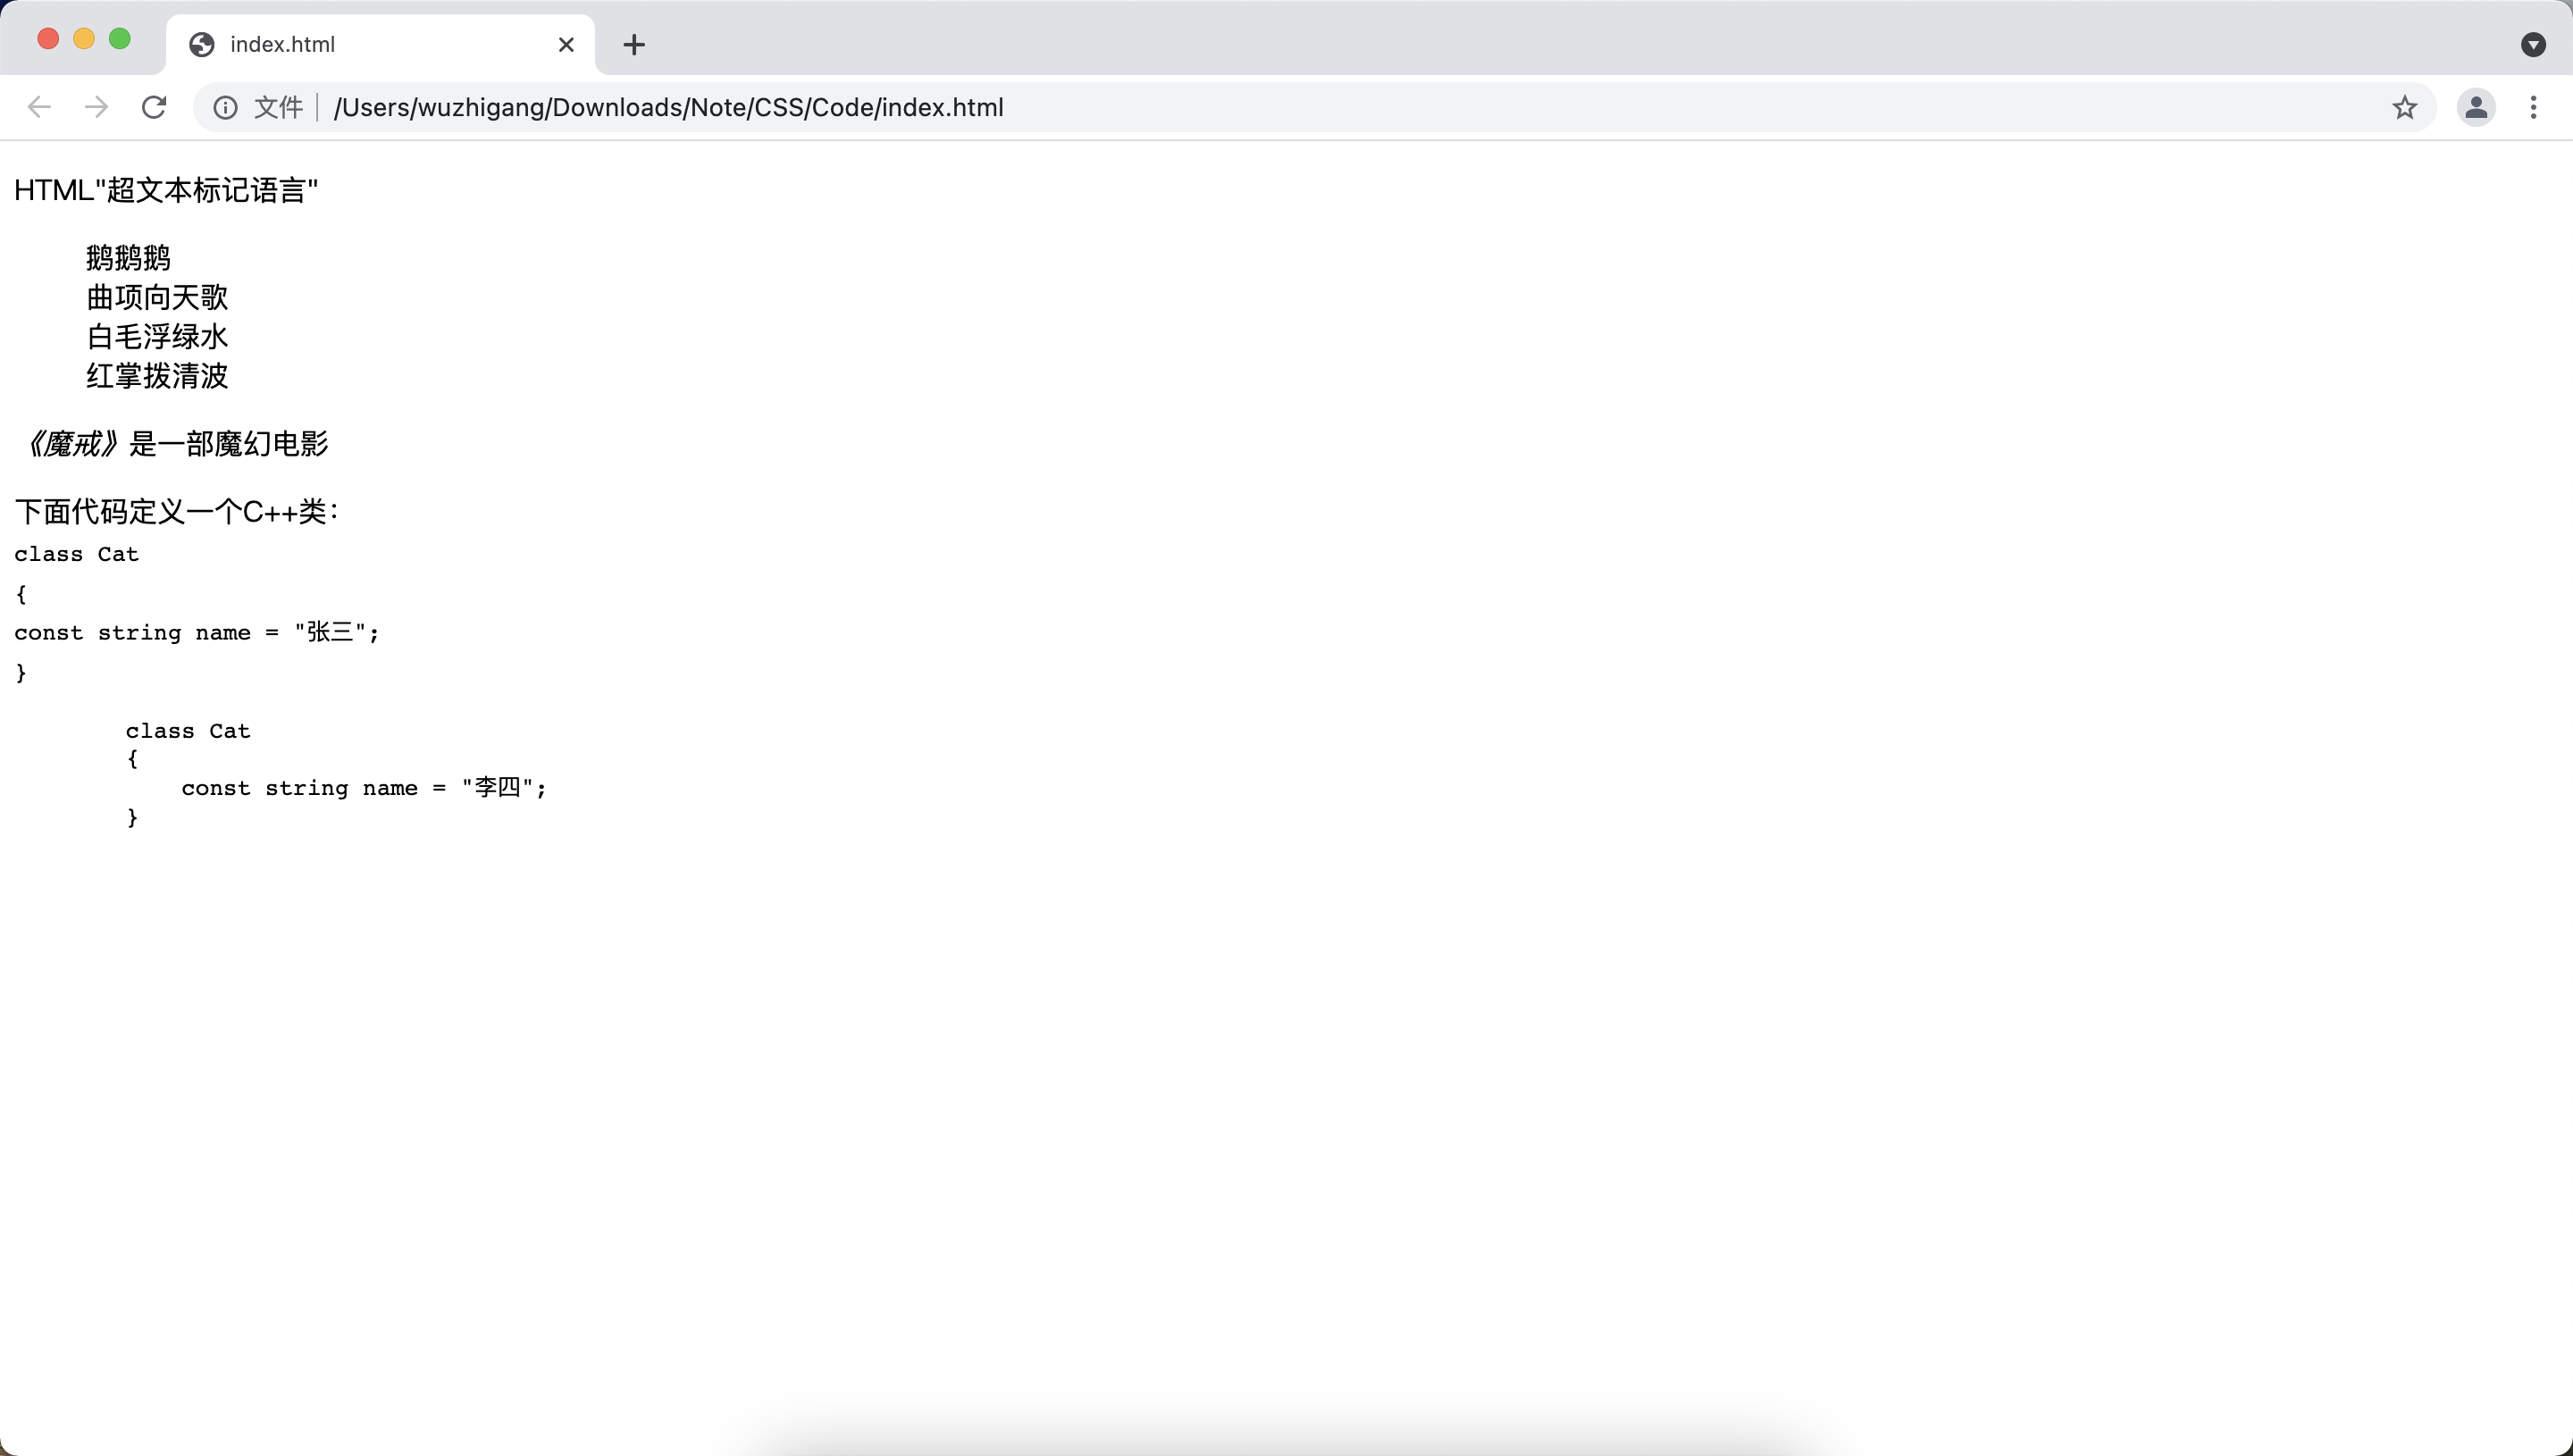 index.html
文件 /Users/wuzhigang/Downloads/Note/CSS/Code/index.html
HTML"超文本标记语言"
鹅鹅鹅
曲项向天歌
白毛浮绿水
红掌拨清波
《魔戒》是一部魔幻电影
下面代码定义一个C++类：
class Cat
{
const string name = "张三";
}
class Cat
{
const string name = "李四";
}